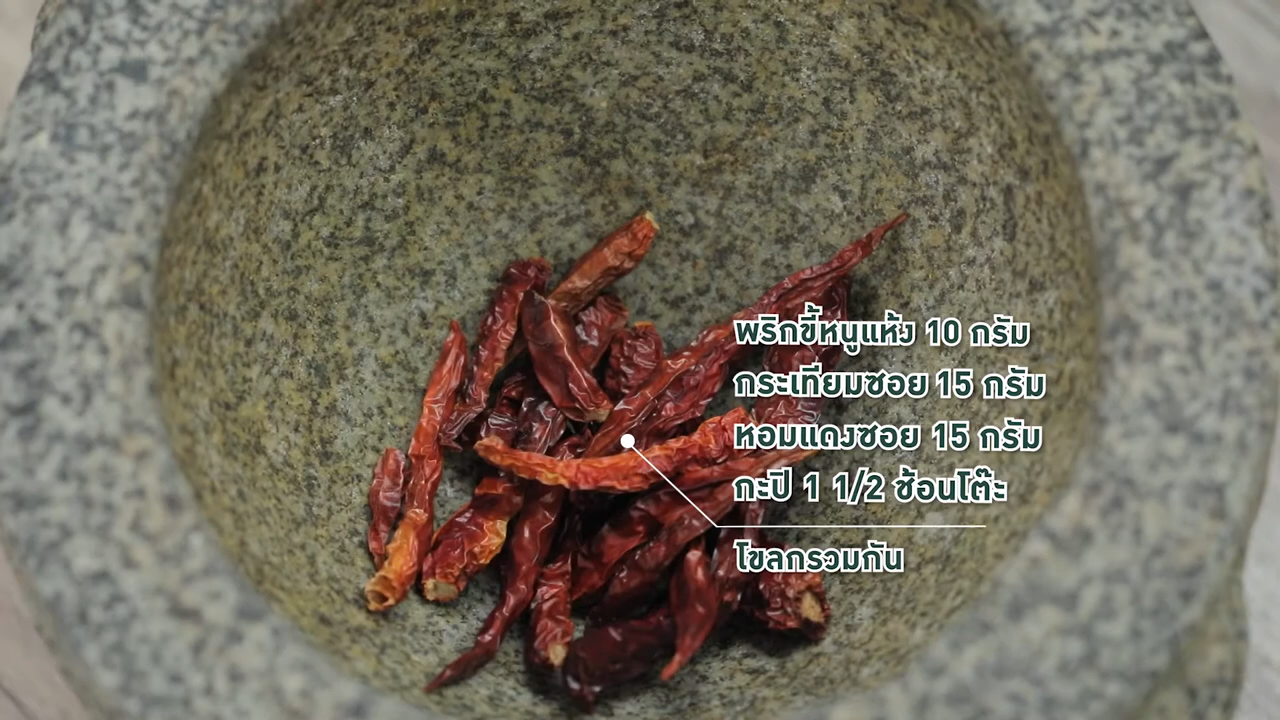 พริกขี้หนูแห้ง 10 กรัม
กระเทียมซอย 15 กรัม
หอมแดงซอย 15 กรัม
กะปิ 1 1/2 ช้อนโต๊ะ
โขลกรวมกัน